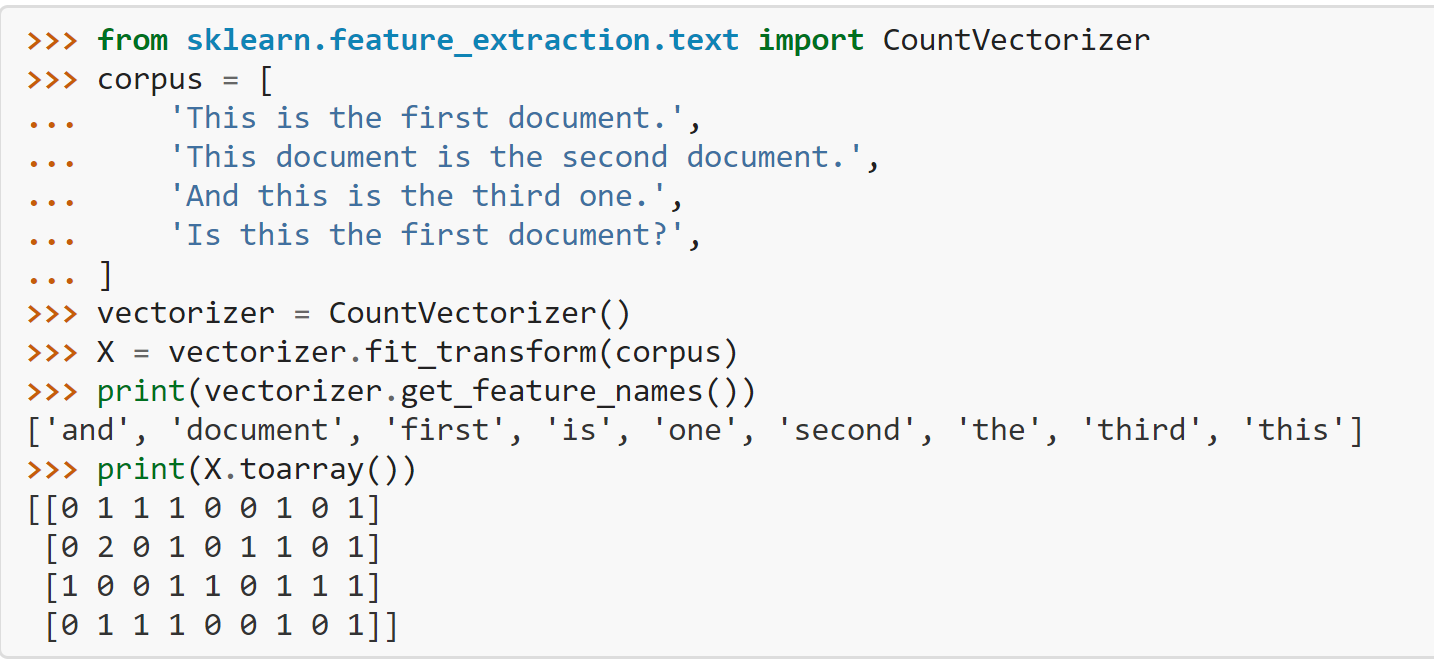 >>> from sklearn.feature_extraction.text import CountVectorizer
>>> corpus = [
...     'This is the first document.',
...     'This document is the second document.',
...     'And this is the third one.',
...     'Is this the first document?',
... ]
>>> vectorizer = CountVectorizer()
>>> X = vectorizer.fit_transform(corpus)
>>> print(vectorizer.get_feature_names())
['and', 'document', 'first', 'is', 'one', 'second', 'the', 'third', 'this']
>>> print(X.toarray())
[[0 1 1 1 0 0 1 0 1]
 [0 2 0 1 0 1 1 0 1]
 [1 0 0 1 1 0 1 1 1]
 [0 1 1 1 0 0 1 0 1]]